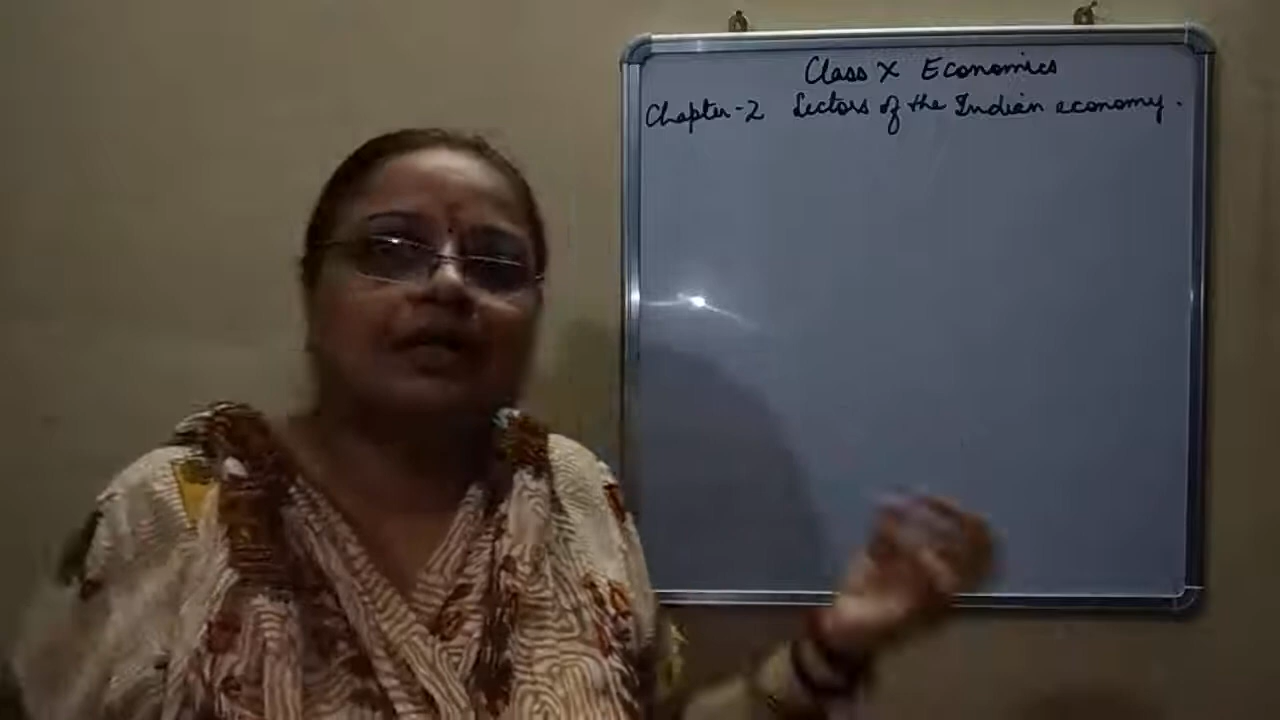 Class X Economics
Chapter-2 Sectors of the Indian economy.